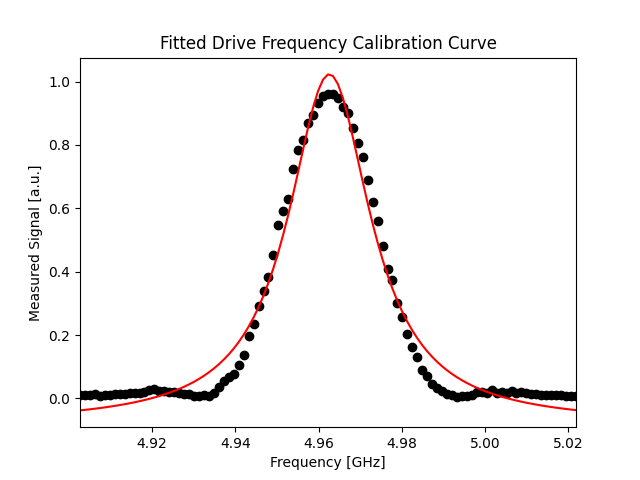 Fitted Drive Frequency Calibration Curve
1.0
0.8
0.6
0.4
0.2
0.0
Measured Signal [a.u.]
4.92 4.94 4.96 4.98 5.00 5.02
Frequency [GHz]